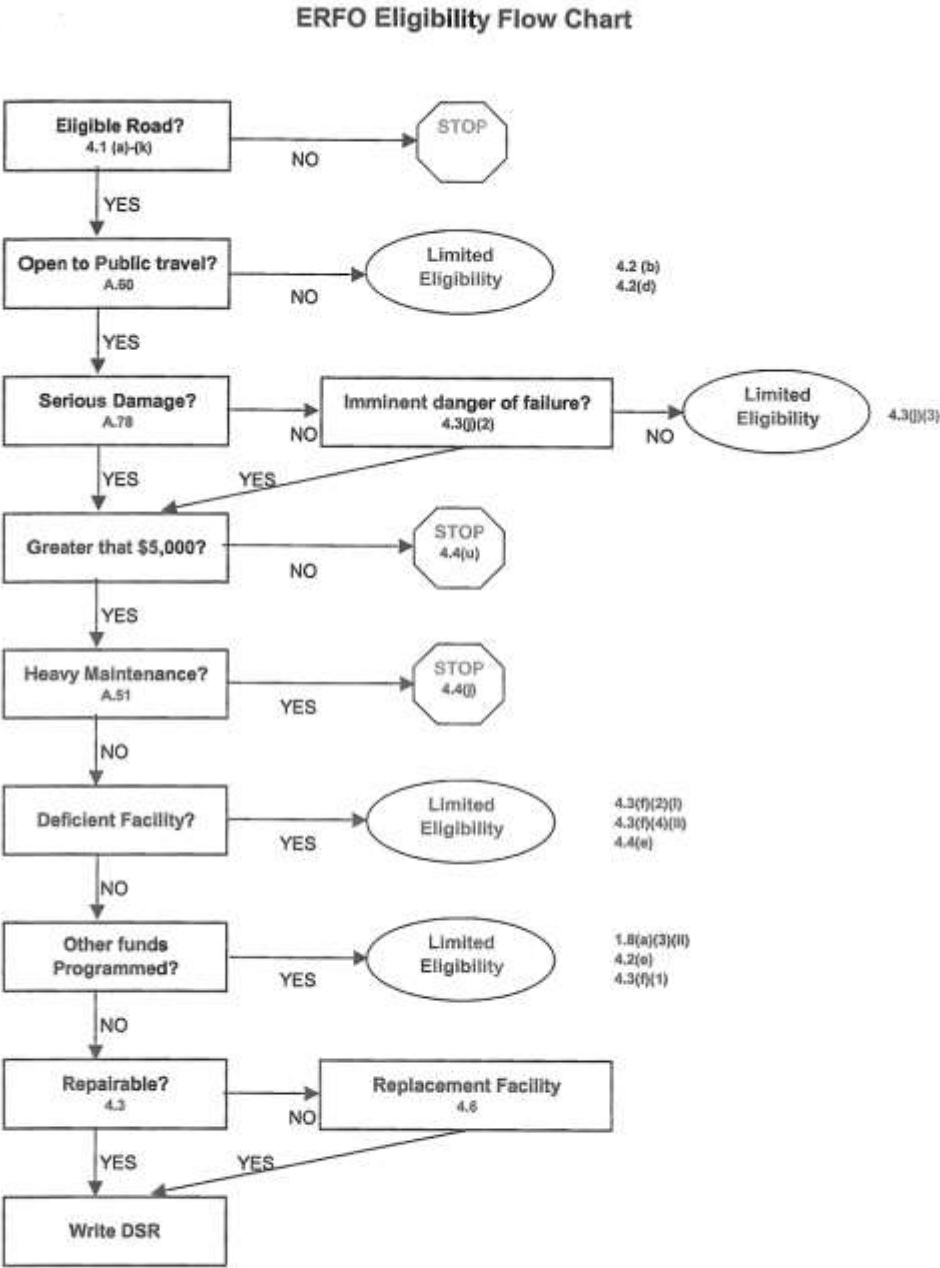 ERFO Eligibility Flow Chart
Eligible Road?
4.1 (a)-(k)
NO
STOP
YES
Open to Public travel?
A.60
NO
Limited
Eligibility
4.2 (b)
4.2(d)
YES
Serious Damage?
A.78
NO
Imminent danger of failure?
4.3(j)(2)
NO
Limited
Eligibility
4.3(j)(3)
YES
YES
Greater that $5,000?
NO
STOP
4.4(u)
YES
Heavy Maintenance?
A.51
YES
STOP
4.4(j)
NO
Deficient Facility?
YES
Limited
Eligibility
4.3(f)(2)(i)
4.3(f)(4)(ii)
4.4(e)
NO
Other funds
Programmed?
YES
Limited
Eligibility
1.8(a)(3)(ii)
4.2(e)
4.3(f)(1)
NO
Repairable?
4.3
NO
Replacement Facility
4.6
YES
YES
Write DSR